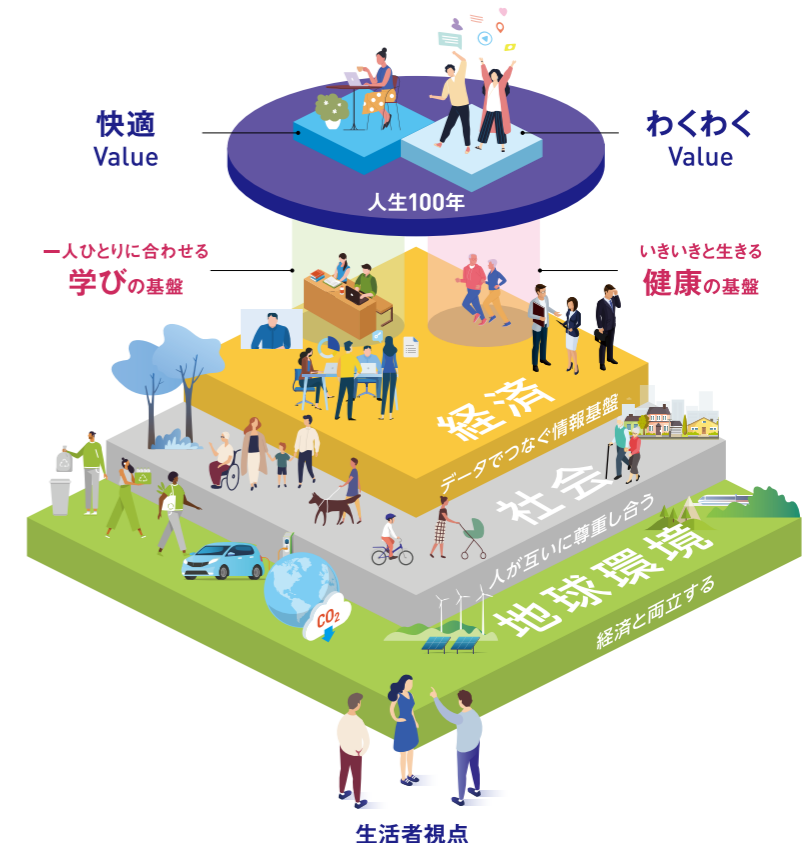 快適
Value
わくわく
Value
人生100年
一人ひとりに合わせる
学びの基盤
いきいきと生きる
健康の基盤
経済
データでつなぐ情報基盤
社会
人が互いに尊重し合う
地球環境
経済と両立する
CO2
生活者視点